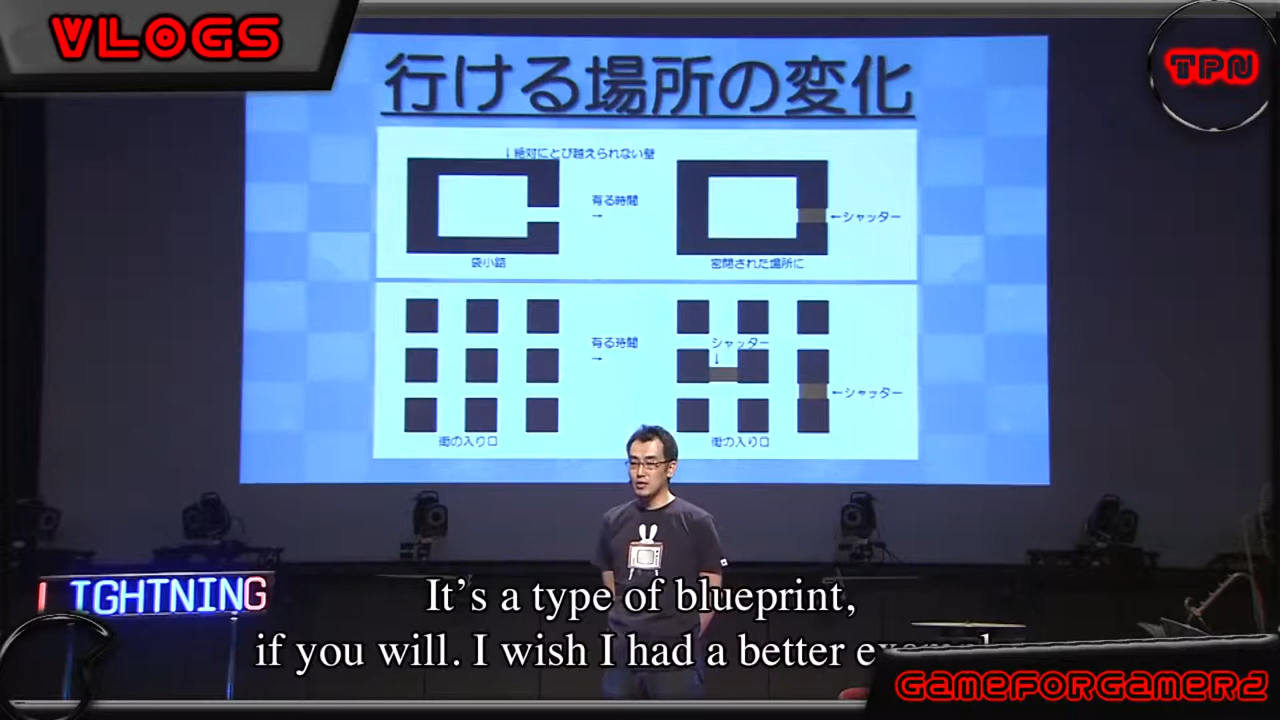 VLOGS
TPN
行ける場所の変化
↓絶対にとび越えられない壁
有る時間
→
←シャッター
袋小路
密閉された場所に
有る時間
→
シャッター
↓
←シャッター
街の入り口
街の入り口
LIGHTNING
It's a type of blueprint,
if you will. I wish I had a better
GAMEFORGAMER2